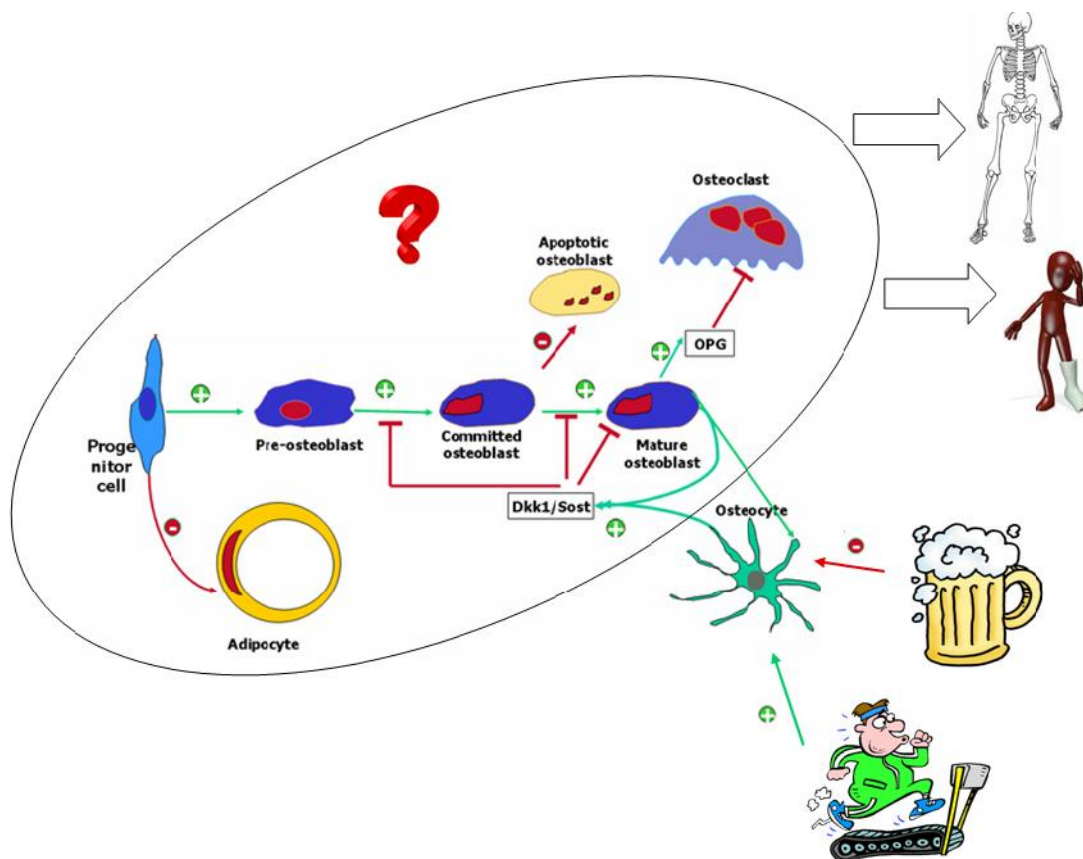 Osteoclast
Apoptotic
osteoblast
OPG
Proge
nitor
cell
Pre-osteoblast
Committed
osteoblast
Mature
osteoblast
Dkk1/Sost
Osteocyte
Adipocyte